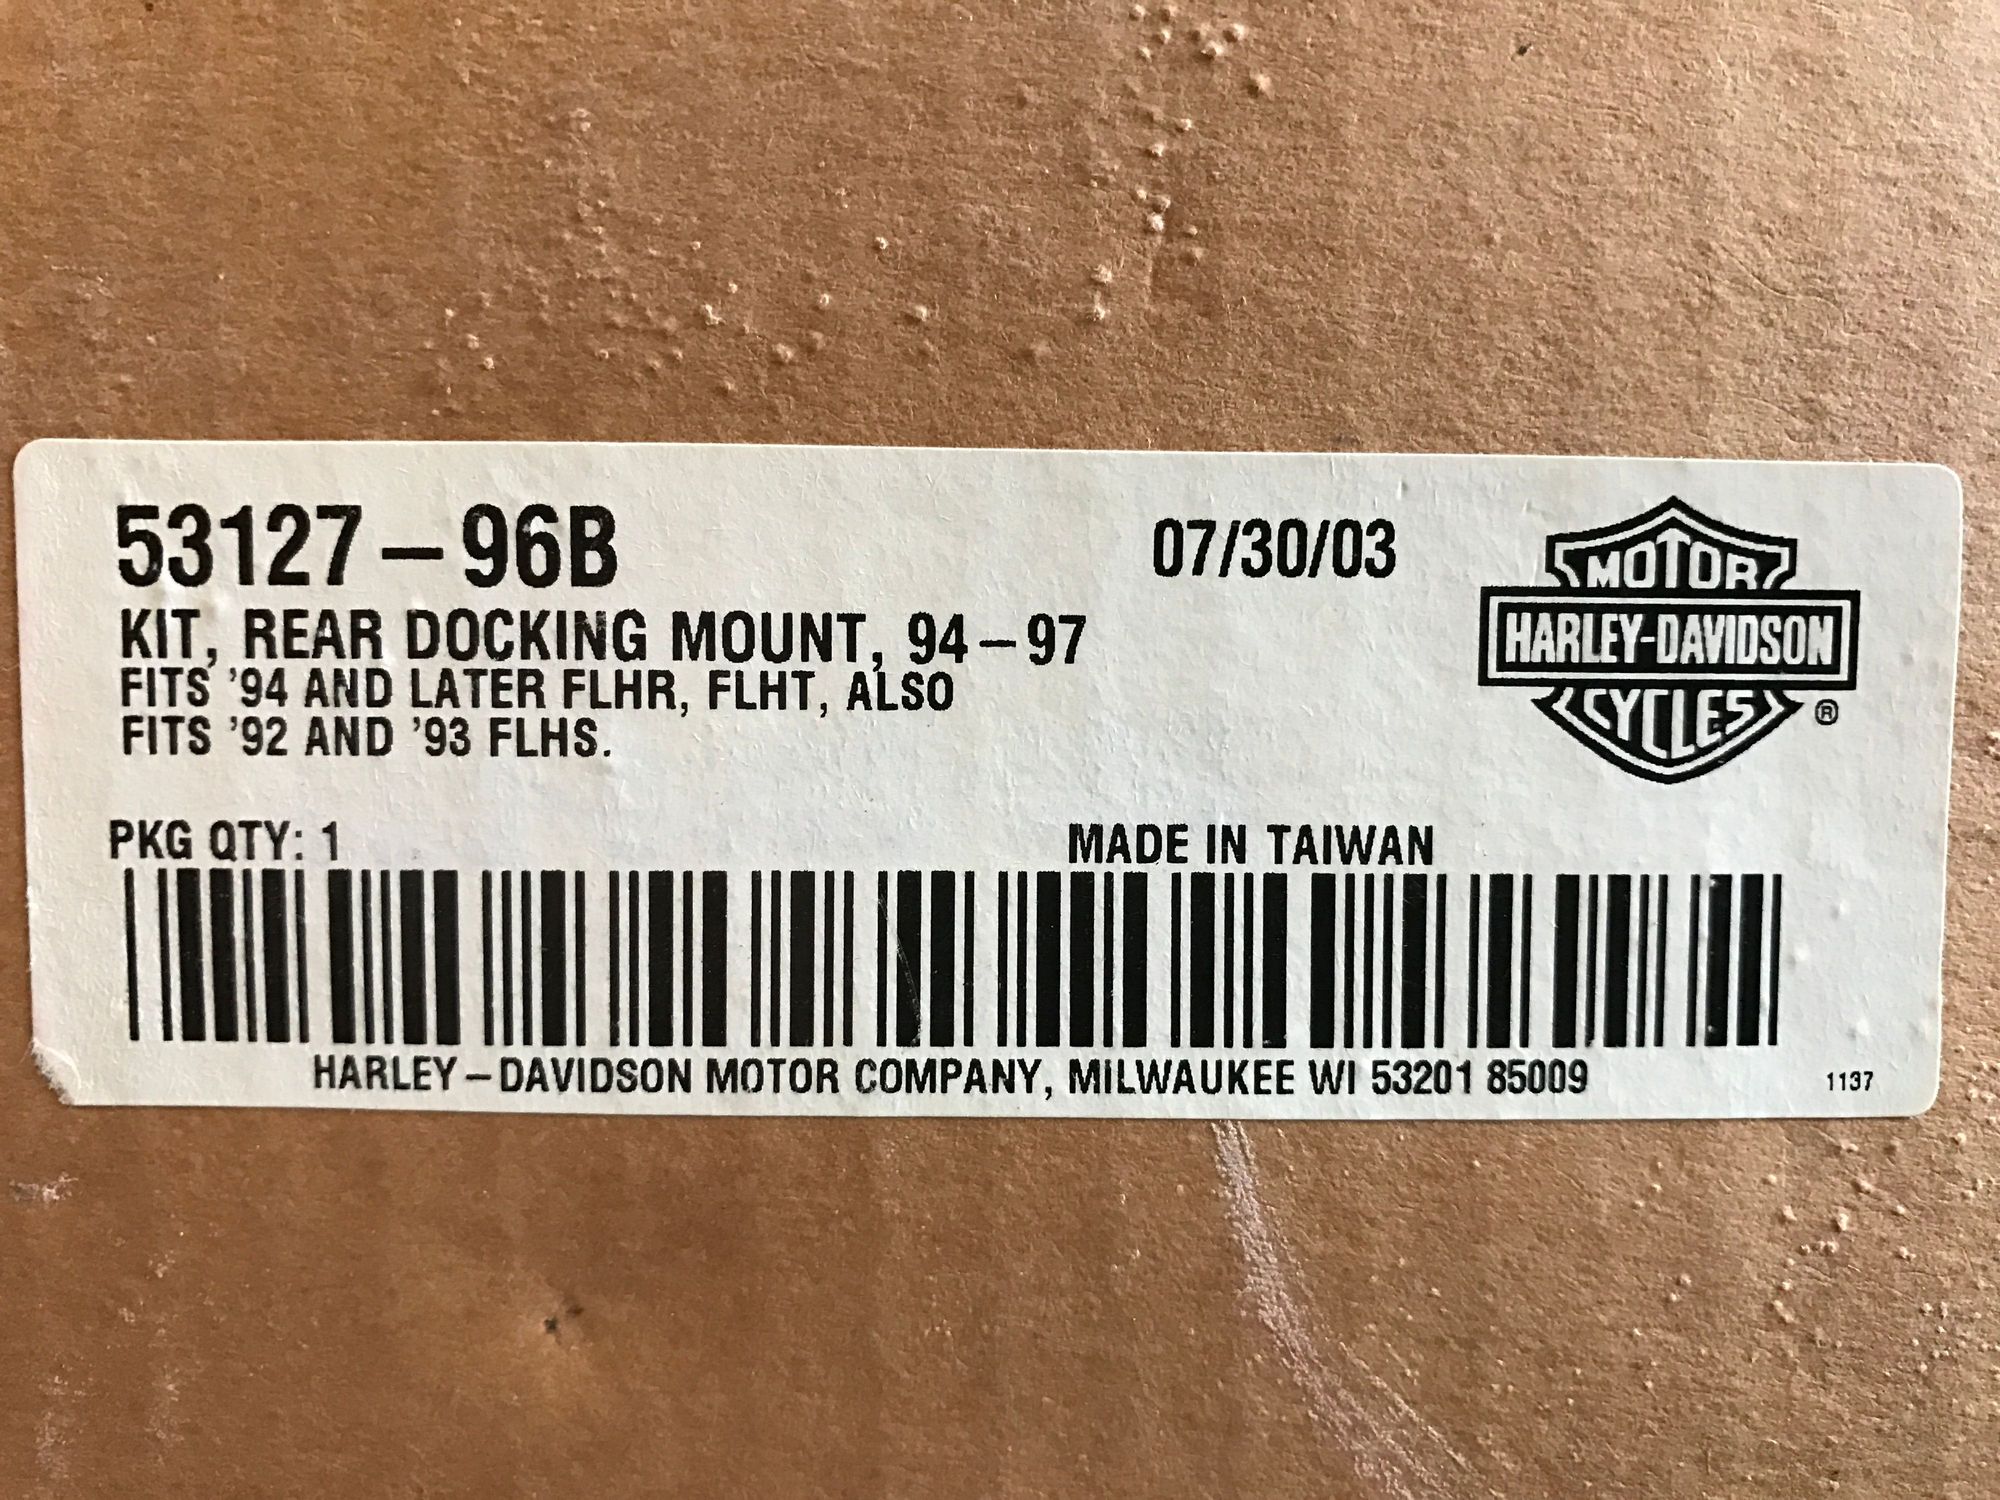 53127-96B
07/30/03
KIT, REAR DOCKING MOUNT, 94-97
FITS '94 AND LATER FLHR, FLHT, ALSO
FITS '92 AND '93 FLHS.
MOTOR
HARLEY-DAVIDSON
CYCLES
®
PKG QTY: 1
MADE IN TAIWAN
HARLEY-DAVIDSON MOTOR COMPANY, MILWAUKEE WI 53201 85009
1137